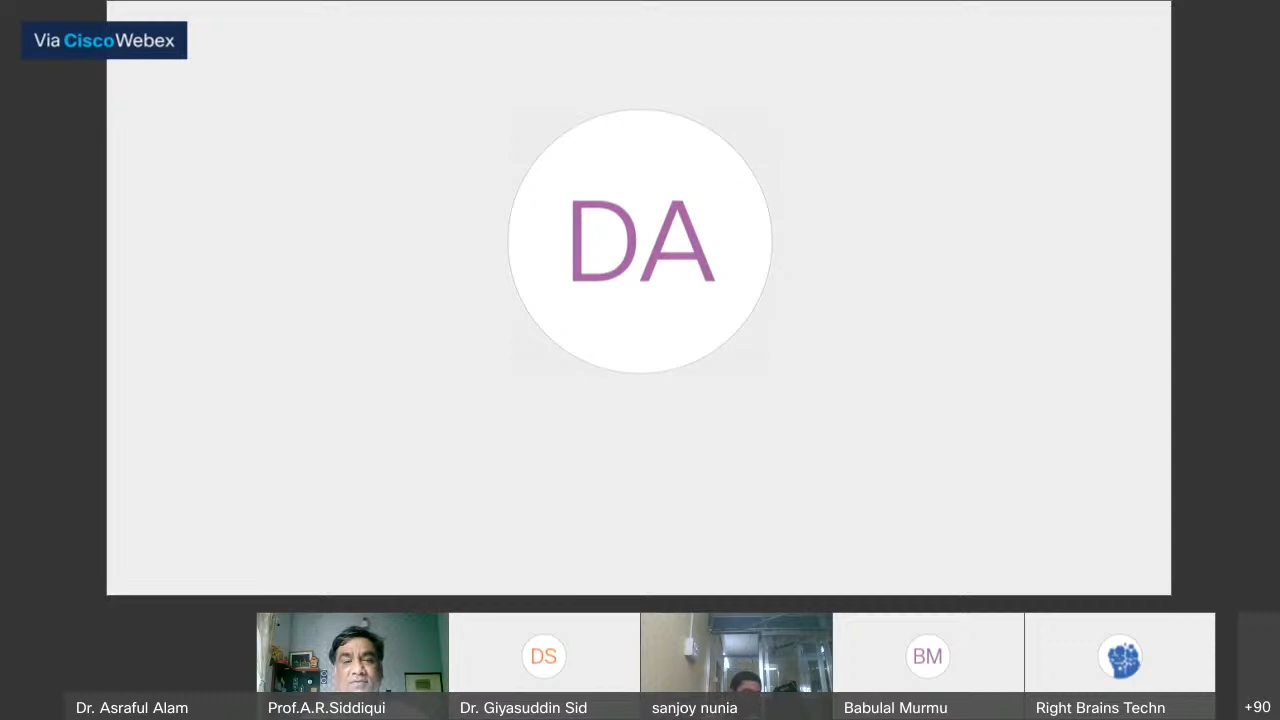 Via CiscoWebex
DA
DS
BM
Dr. Asraful Alam
Prof.A.R.Siddiqui
Dr. Giyasuddin Sid
sanjoy nunia
Babulal Murmu
Right Brains Techn
+90